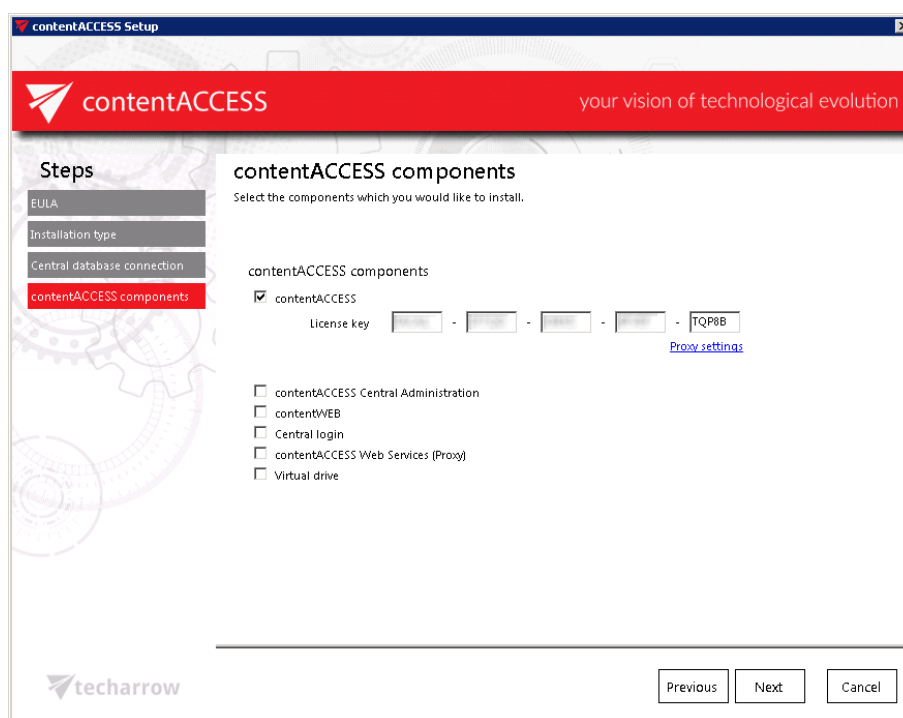 contentACCESS Setup
contentACCESS
your vision of technological evolution
Steps
EULA
Installation type
Central database connection
contentACCESS components
contentACCESS components
Select the components which you would like to install.
contentACCESS components
contentACCESS
License key - - - - TQP8B
Proxy settings
contentACCESS Central Administration
contentWEB
Central login
contentACCESS Web Services (Proxy)
Virtual drive
techarrow
Previous Next Cancel